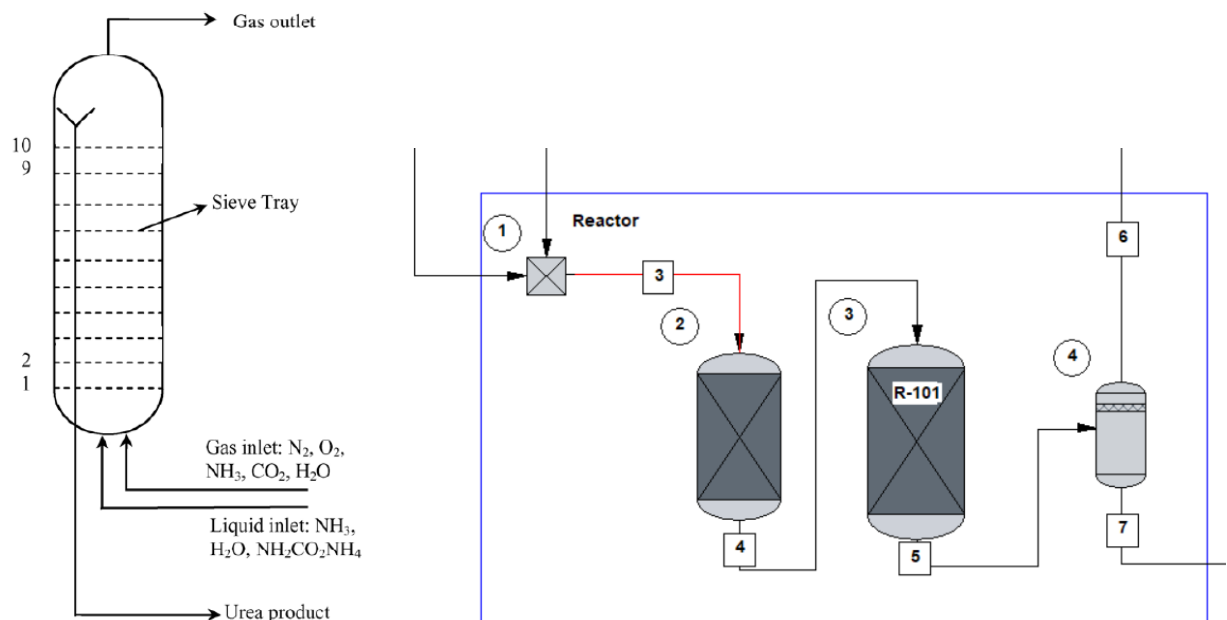 Gas outlet
10
9
Sieve Tray
2
1
Gas inlet: N₂, O₂,
NH₃, CO₂, H₂O
Liquid inlet: NH₃,
H₂O, NH₂CO₂NH₄
Urea product
1
Reactor
3
2
4
3
R-101
5
4
6
7